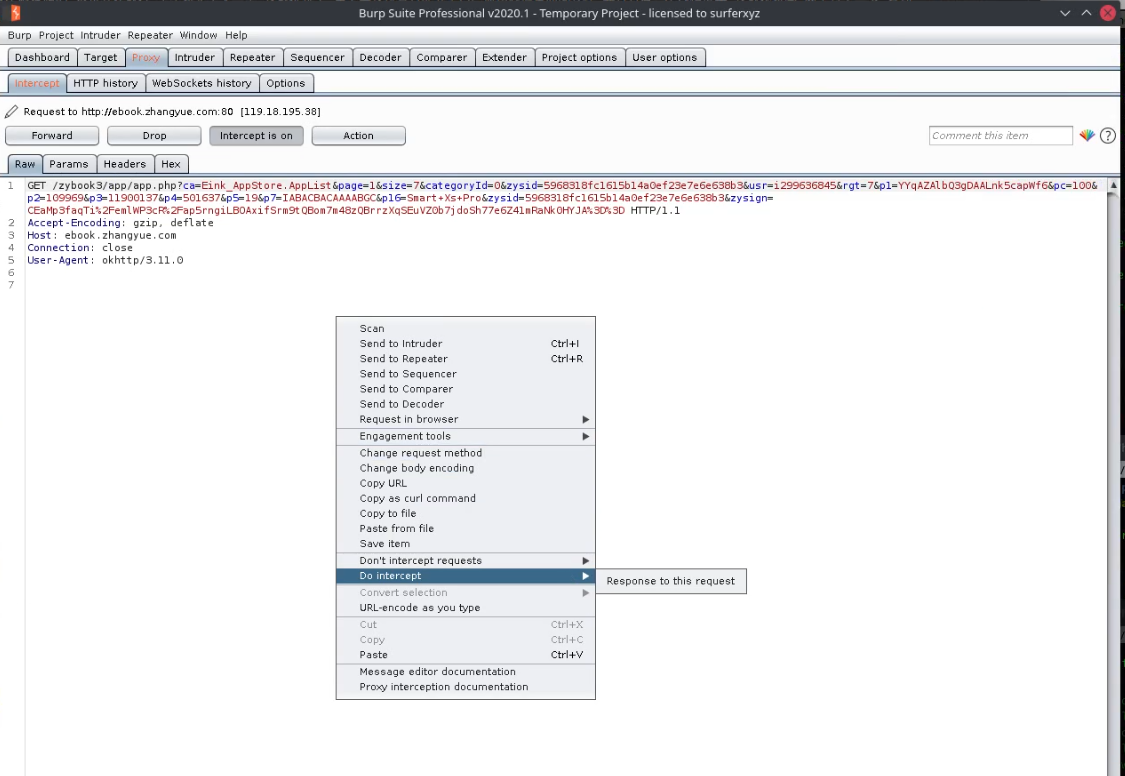 Burp Suite Professional v2020.1 - Temporary Project - licensed to surferxyz
Burp Project Intruder Repeater Window Help
Dashboard Target Proxy Intruder Repeater Sequencer Decoder Comparer Extender Project options User options
Intercept HTTP history WebSockets history Options
Request to http://ebook.zhangyue.com:80 [119.18.195.38]
Forward Drop Intercept is on Action Comment this item ?
Raw Params Headers Hex
1 GET /zybook3/app/app.php?ca=Eink_AppStore.AppList&page=1&size=7&categoryId=0&zysid=5968318fc1615b14a0ef23e7e6e638b3&usr=i299636845&rgt=7&p1=YYqAZAlbQ3gDAALnk5capWf6&pc=100&
p2=109969&p3=11900137&p4=501637&p5=19&p7=IABACBACAAAABGC&p16=Smart+Xs+Pro&zysid=5968318fc1615b14a0ef23e7e6e638b3&zysign=
CEaMp3faqTi%2FemlWP3cR%2Fap5rngiLBOAxifSrm9tQBom7m48zQBrrzXqSEuVZ0b7jdoSh77e6Z41mRaNkOHYJA%3D%3D HTTP/1.1
2 Accept-Encoding: gzip, deflate
3 Host: ebook.zhangyue.com
4 Connection: close
5 User-Agent: okhttp/3.11.0
6
7
Scan
Send to Intruder Ctrl+I
Send to Repeater Ctrl+R
Send to Sequencer
Send to Comparer
Send to Decoder
Request in browser
Engagement tools
Change request method
Change body encoding
Copy URL
Copy as curl command
Copy to file
Paste from file
Save item
Don't intercept requests
Do intercept
Response to this request
Convert selection
URL-encode as you type
Cut Ctrl+X
Copy Ctrl+C
Paste Ctrl+V
Message editor documentation
Proxy interception documentation